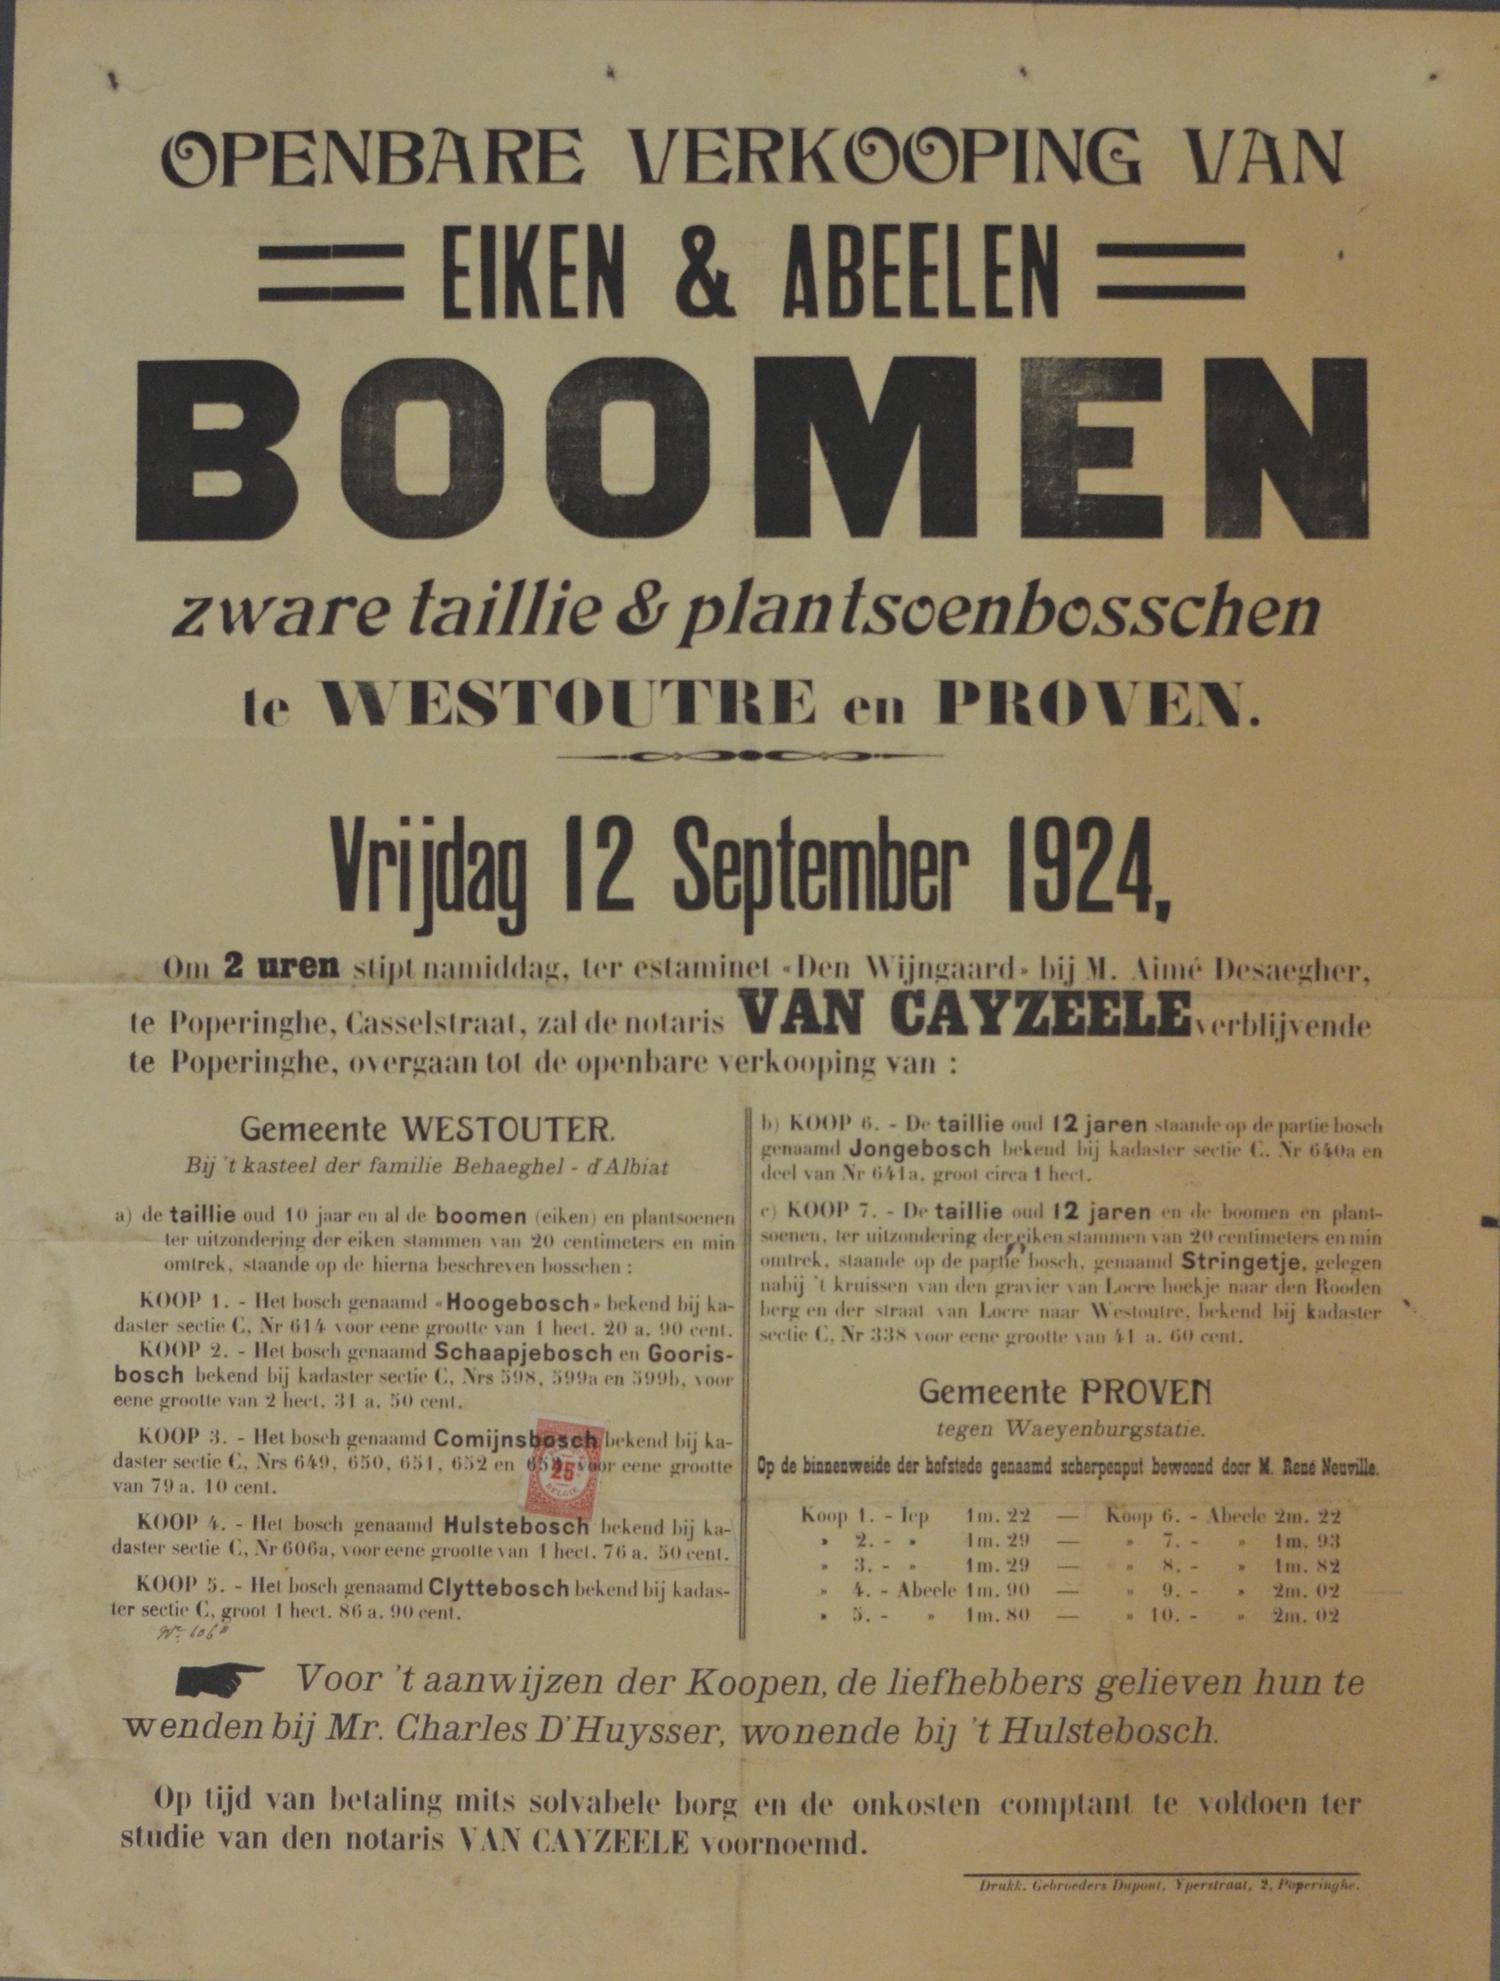 OPENBARE VERKOOPING VAN
EIKEN & ABEELEN
BOOMEN
zware taillie & plantsoenbosschen
te WESTOUTRE en PROVEN.
Vrijdag 12 September 1924,
Om 2 uren stipt namiddag, ter estaminet «Den Wijngaard» bij M. Aimé Desaegher,
te Poperinghe, Casselstraat, zal de notaris VAN CAYZEELE verblijvende
te Poperinghe, overgaan tot de openbare verkooping van :
Gemeente WESTOUTER.
Bij 't kasteel der familie Behaeghel - d'Albiat
a) de taillie oud 10 jaar en al de boomen (eiken) en plantsoenen
ter uitzondering der eiken stammen van 20 centimeters en min
omtrek, staande op de hierna beschreven bosschen :
KOOP 1. - Het bosch genaamd «Hoogebosch» bekend bij ka-
daster sectie C, Nr 614 voor eene grootte van 1 hect. 20 a. 90 cent.
KOOP 2. - Het bosch genaamd Schaapjebosch en Gooris-
bosch bekend bij kadaster sectie C, Nrs 598, 599a en 599b, voor
eene grootte van 2 hect. 31 a. 50 cent.
KOOP 3. - Het bosch genaamd Comijnsbosch bekend bij ka-
daster sectie C, Nrs 649, 650, 651, 652 en voor eene grootte
van 79 a. 10 cent.
25
BELGIE
KOOP 4. - Het bosch genaamd Hulstebosch bekend bij ka-
daster sectie C, Nr 606a, voor eene grootte van 1 hect. 76 a. 50 cent.
KOOP 5. - Het bosch genaamd Clyttebosch bekend bij kadas-
ter sectie C, groot 1 hect. 86 a. 90 cent.
b) KOOP 6. - De taillie oud 12 jaren staande op de partie bosch
genaamd Jongebosch bekend bij kadaster sectie C. Nr 640a en
deel van Nr 641a, groot circa 1 hect.
c) KOOP 7. - De taillie oud 12 jaren en de boomen en plant-
soenen, ter uitzondering der eiken stammen van 20 centimeters en min
omtrek, staande op de partie bosch, genaamd Stringetje, gelegen
nabij 't kruissen van den gravier van Locre hoekje naar den Rooden
berg en der straat van Locre naar Westoutre, bekend bij kadaster
sectie C, Nr 338 voor eene grootte van 41 a. 60 cent.
Gemeente PROVEN
tegen Waeyenburgstatie.
Op de binnenweide der hofstede genaamd scherpenput bewoond door M. René Neuville.
Koop 1. - Iep 1m. 22 — Koop 6. - Abeele 2m. 22
» 2. - » 1m. 29 — » 7. - » 1m. 93
» 3. - » 1m. 29 — » 8. - » 1m. 82
» 4. - Abeele 1m. 90 — » 9. - » 2m. 02
» 5. - » 1m. 80 — » 10. - » 2m. 02
Voor 't aanwijzen der Koopen, de liefhebbers gelieven hun te
wenden bij Mr. Charles D'Huysser, wonende bij 't Hulstebosch.
Op tijd van betaling mits solvabele borg en de onkosten comptant te voldoen ter
studie van den notaris VAN CAYZEELE voornoemd.
Drukk. Gebroeders Dupont, Yperstraat, 2, Poperinghe.